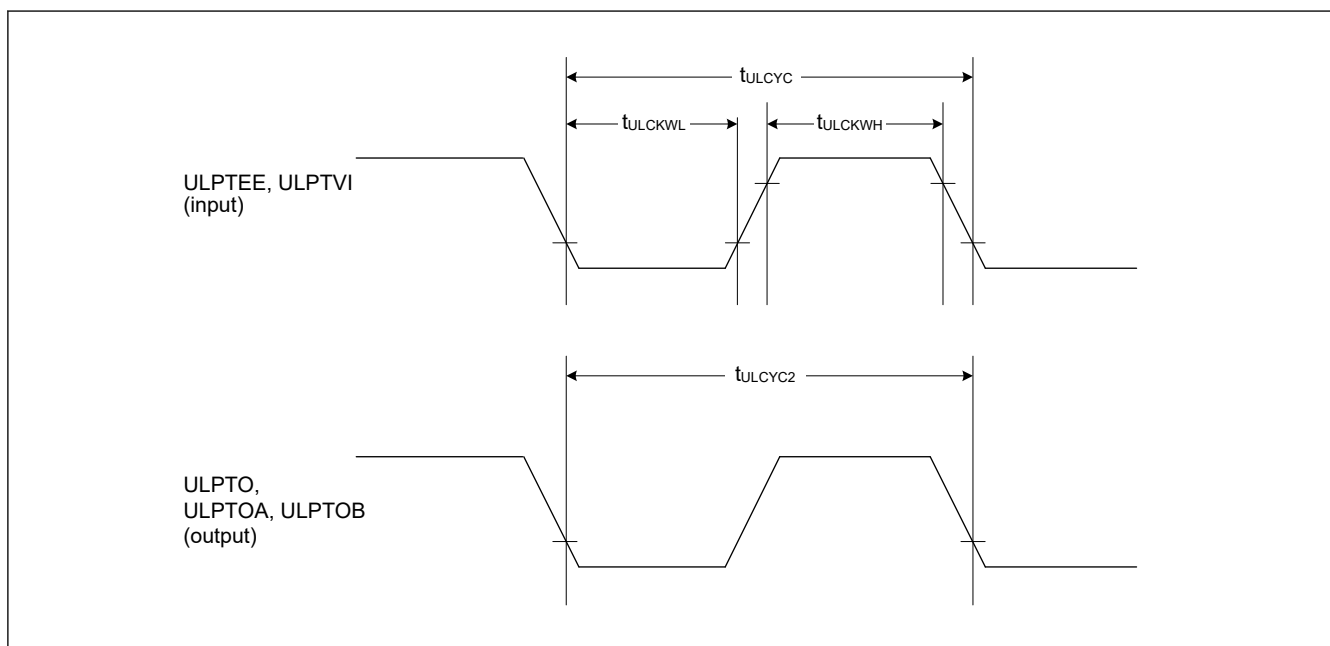 tULCYC
tULCKWL
tULCKWH
ULPTEE, ULPTVI
(input)
tULCYC2
ULPTO,
ULPTOA, ULPTOB
(output)